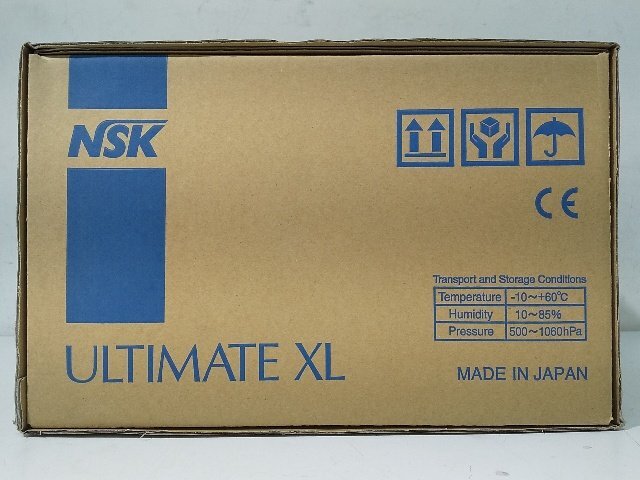 NSK
CE
Transport and Storage Conditions
Temperature -10～+60℃
Humidity 10～85%
Pressure 500～1060hPa
ULTIMATE XL
MADE IN JAPAN